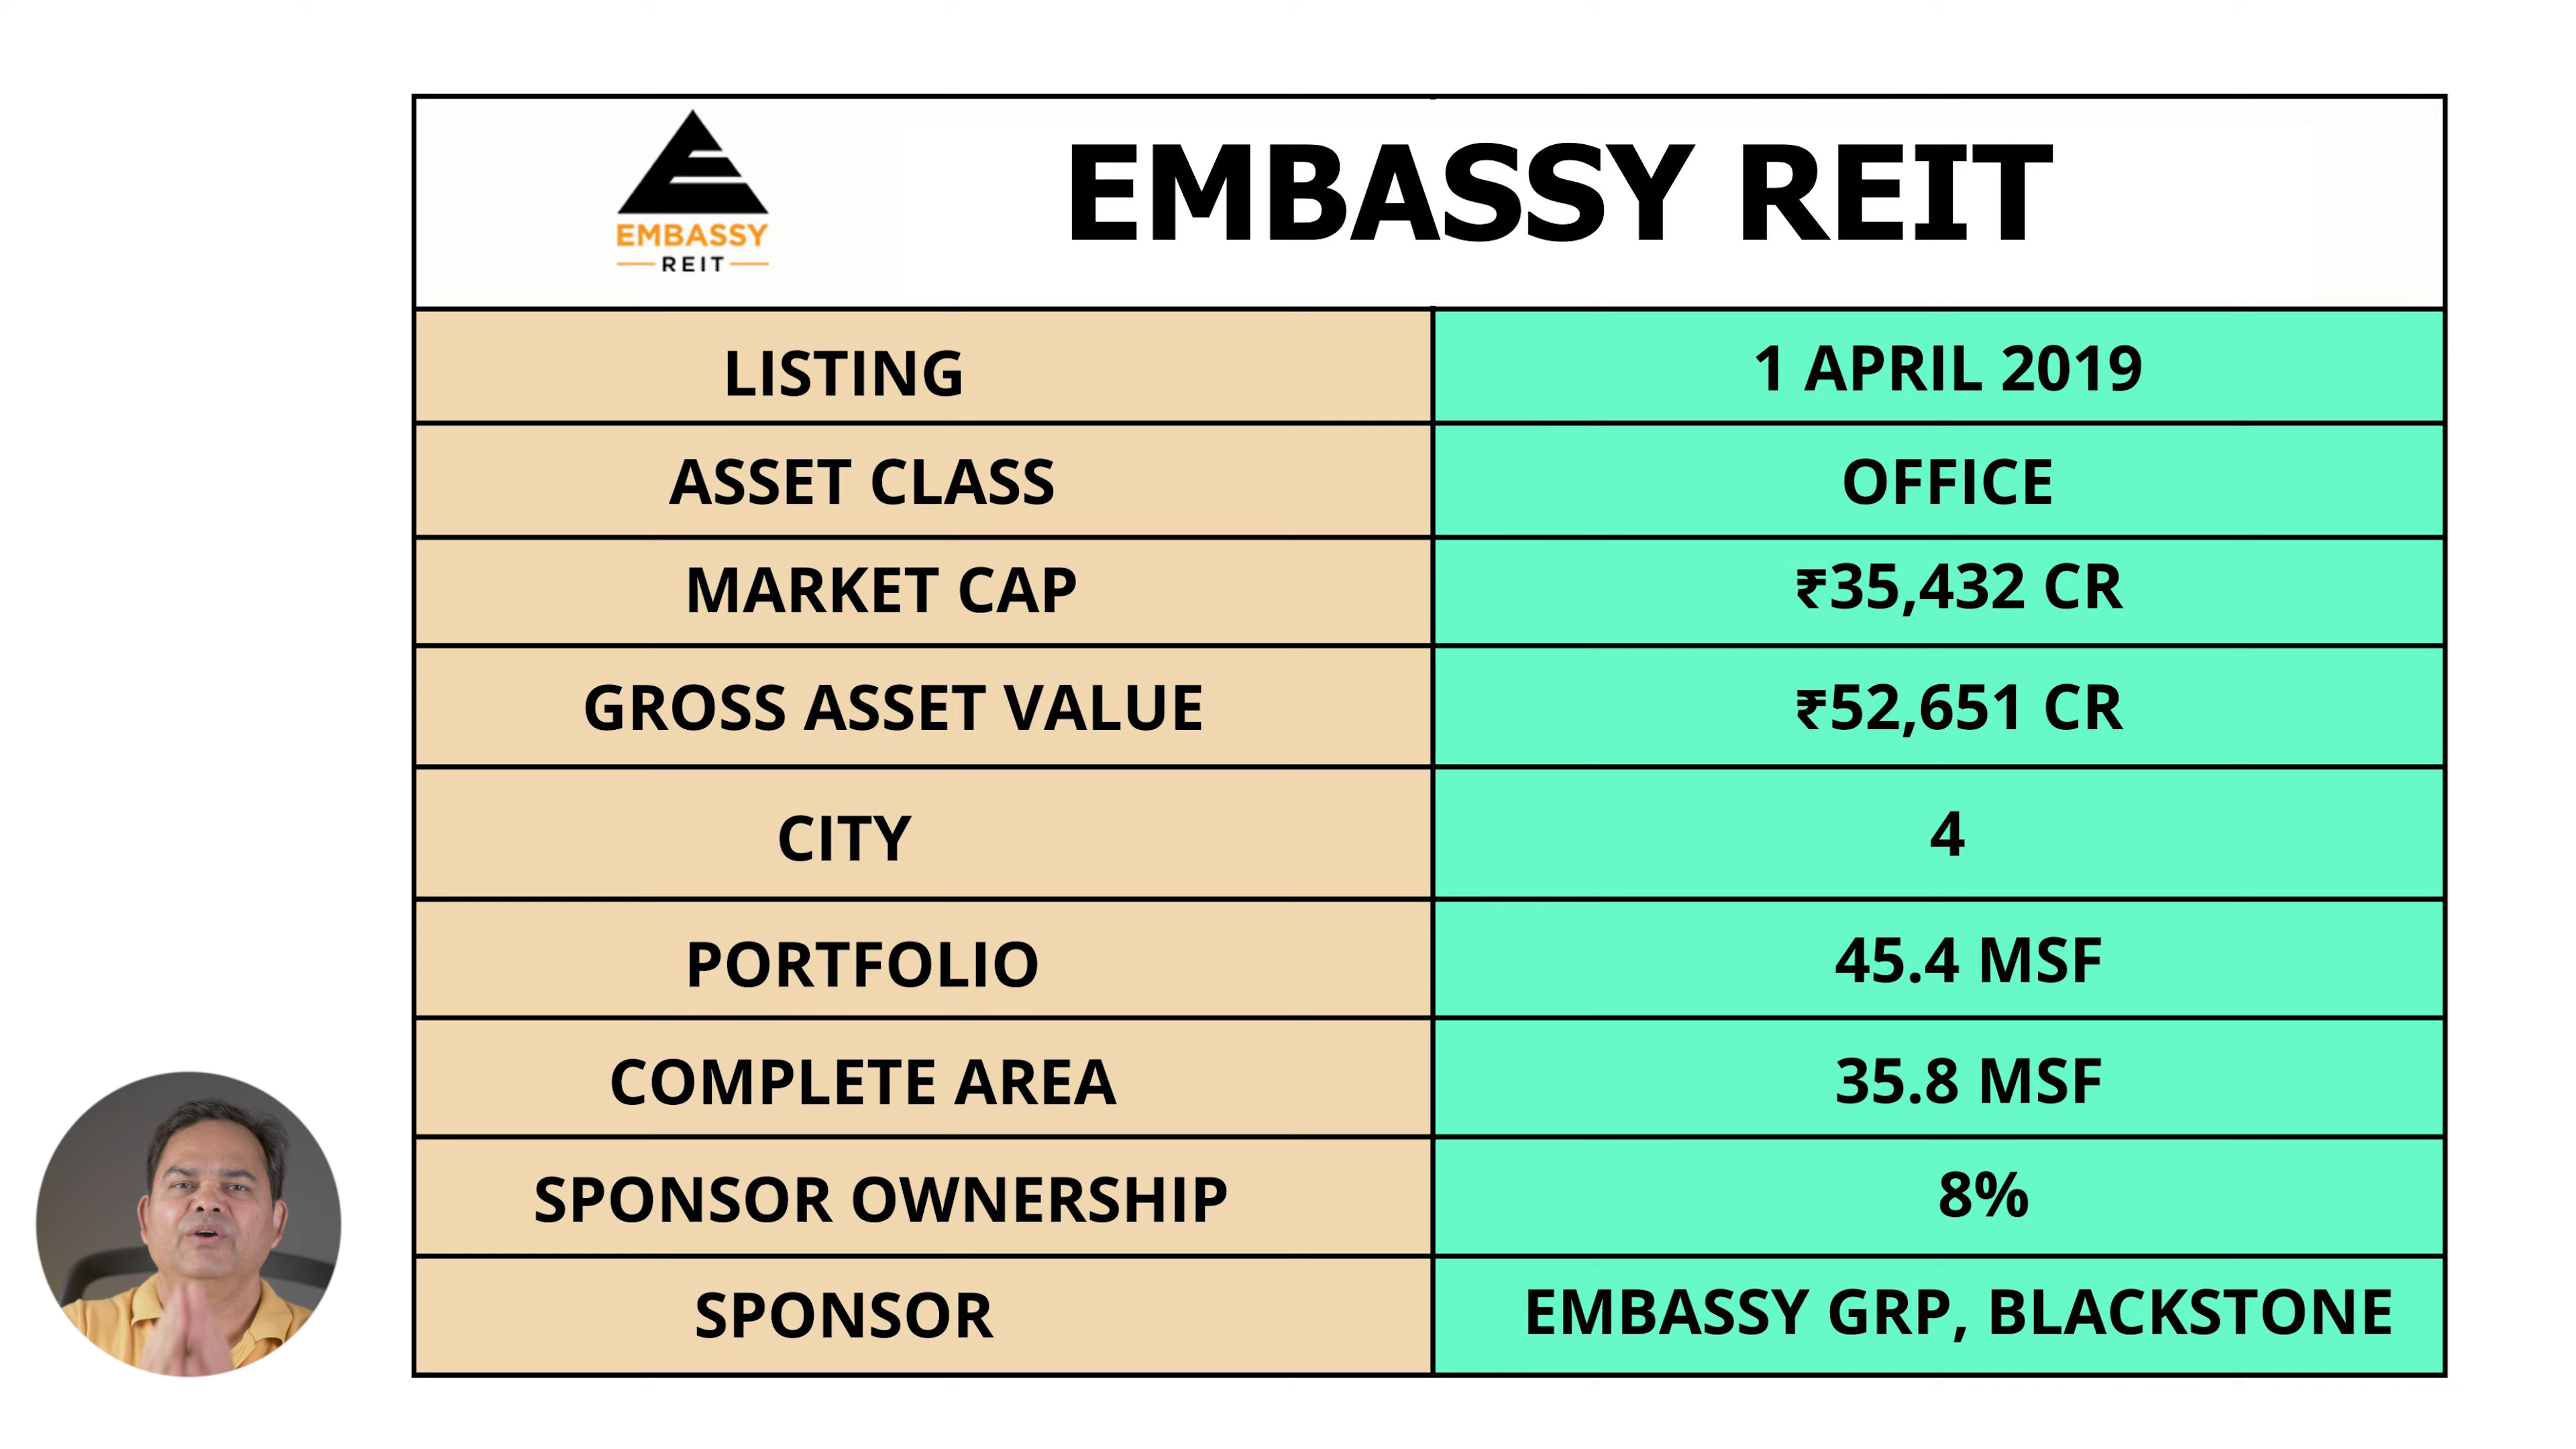 EMBASSY
REIT
EMBASSY REIT
LISTING
1 APRIL 2019
ASSET CLASS
OFFICE
MARKET CAP
₹35,432 CR
GROSS ASSET VALUE
₹52,651 CR
CITY
4
PORTFOLIO
45.4 MSF
COMPLETE AREA
35.8 MSF
SPONSOR OWNERSHIP
8%
SPONSOR
EMBASSY GRP, BLACKSTONE